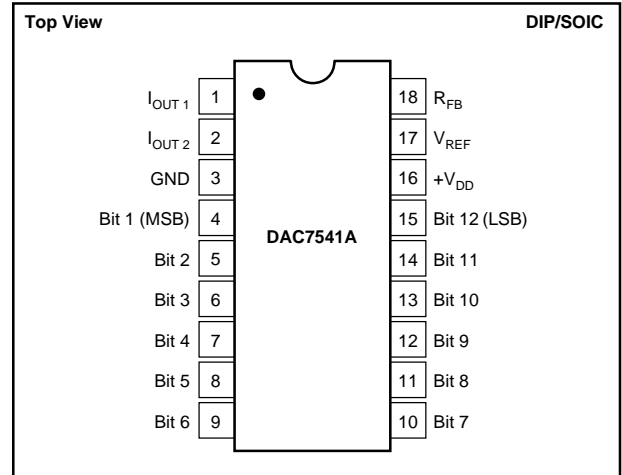 Top View DIP/SOIC
I_OUT 1 1 18 R_FB
I_OUT 2 2 17 V_REF
GND 3 16 +V_DD
Bit 1 (MSB) 4 15 Bit 12 (LSB)
DAC7541A
Bit 2 5 14 Bit 11
Bit 3 6 13 Bit 10
Bit 4 7 12 Bit 9
Bit 5 8 11 Bit 8
Bit 6 9 10 Bit 7